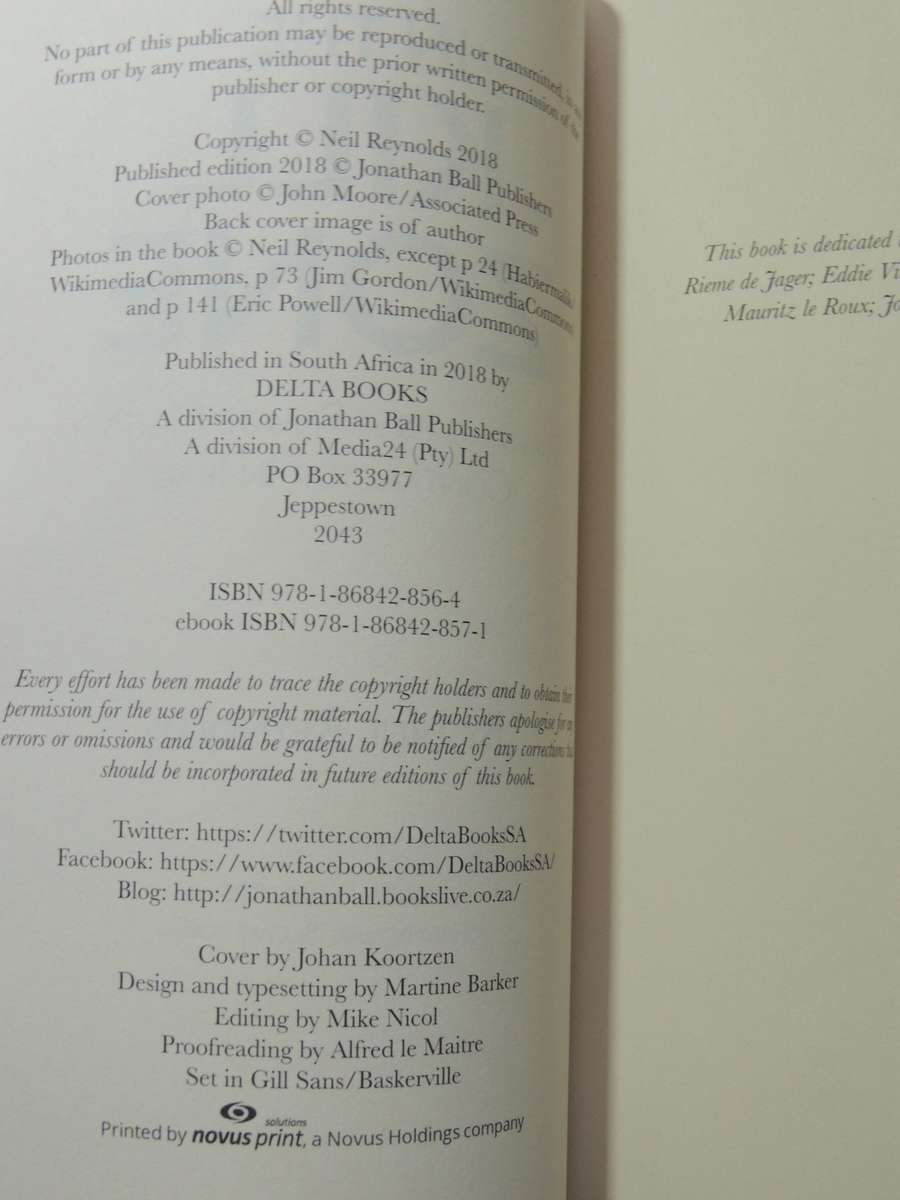 All rights reserved.
No part of this publication may be reproduced or transmitted, in
form or by any means, without the prior written permission of the
publisher or copyright holder.
Copyright © Neil Reynolds 2018
Published edition 2018 © Jonathan Ball Publishers
Cover photo © John Moore/Associated Press
Back cover image is of author
Photos in the book © Neil Reynolds, except p 24 (Habiermalik/
WikimediaCommons, p 73 (Jim Gordon/WikimediaCommons)
and p 141 (Eric Powell/WikimediaCommons)
Published in South Africa in 2018 by
DELTA BOOKS
A division of Jonathan Ball Publishers
A division of Media24 (Pty) Ltd
PO Box 33977
Jeppestown
2043
ISBN 978-1-86842-856-4
ebook ISBN 978-1-86842-857-1
Every effort has been made to trace the copyright holders and to obtain their
permission for the use of copyright material. The publishers apologise for
errors or omissions and would be grateful to be notified of any corrections
should be incorporated in future editions of this book.
Twitter: https://twitter.com/DeltaBooksSA
Facebook: https://www.facebook.com/DeltaBooksSA/
Blog: http://jonathanball.bookslive.co.za/
Cover by Johan Koortzen
Design and typesetting by Martine Barker
Editing by Mike Nicol
Proofreading by Alfred le Maitre
Set in Gill Sans/Baskerville
solutions
Printed by novus print, a Novus Holdings company
This book is dedicated
Rieme de Jager; Eddie
Mauritz le Roux;